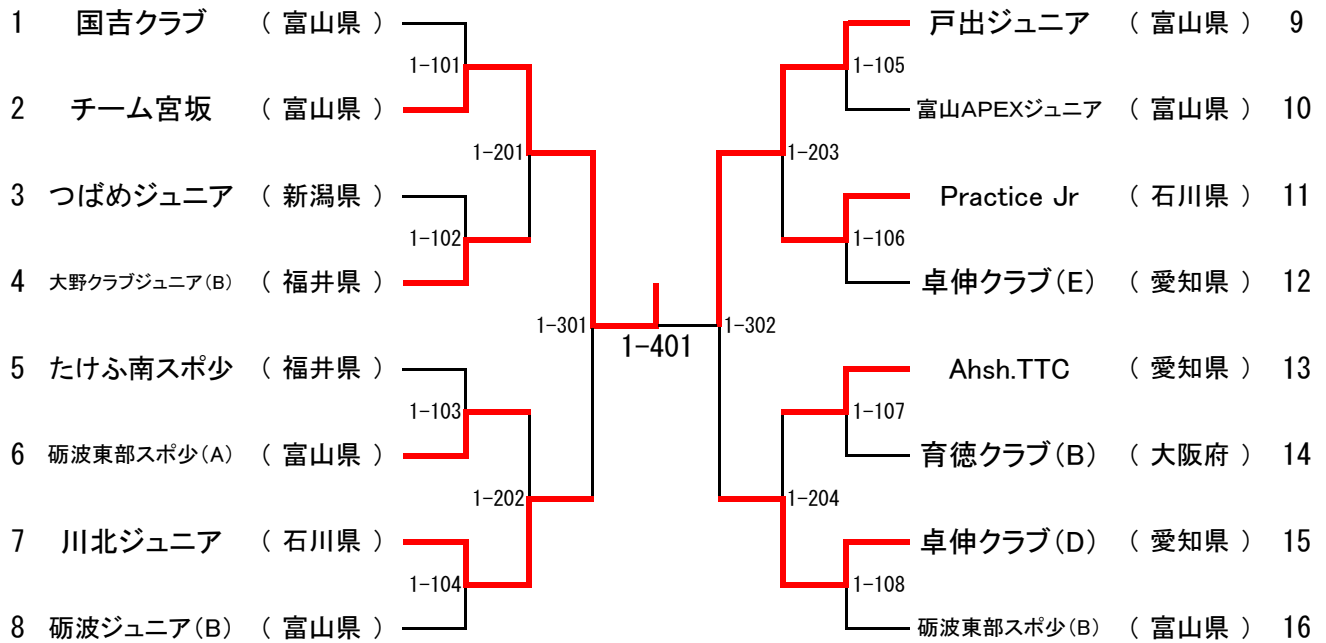 1 国吉クラブ （ 富山県 ）
1-101
2 チーム宮坂 （ 富山県 ）
1-201
3 つばめジュニア （ 新潟県 ）
1-102
4 大野クラブジュニア（B） （ 福井県 ）
1-301
5 たけふ南スポ少 （ 福井県 ）
1-103
6 砺波東部スポ少（A） （ 富山県 ）
1-202
7 川北ジュニア （ 石川県 ）
1-104
8 砺波ジュニア（B） （ 富山県 ）
1-401
戸出ジュニア （ 富山県 ） 9
1-105
富山APEXジュニア （ 富山県 ） 10
1-203
Practice Jr （ 石川県 ） 11
1-106
卓伸クラブ（E） （ 愛知県 ） 12
1-302
Ahsh.TTC （ 愛知県 ） 13
1-107
育徳クラブ（B） （ 大阪府 ） 14
1-204
卓伸クラブ（D） （ 愛知県 ） 15
1-108
砺波東部スポ少（B） （ 富山県 ） 16